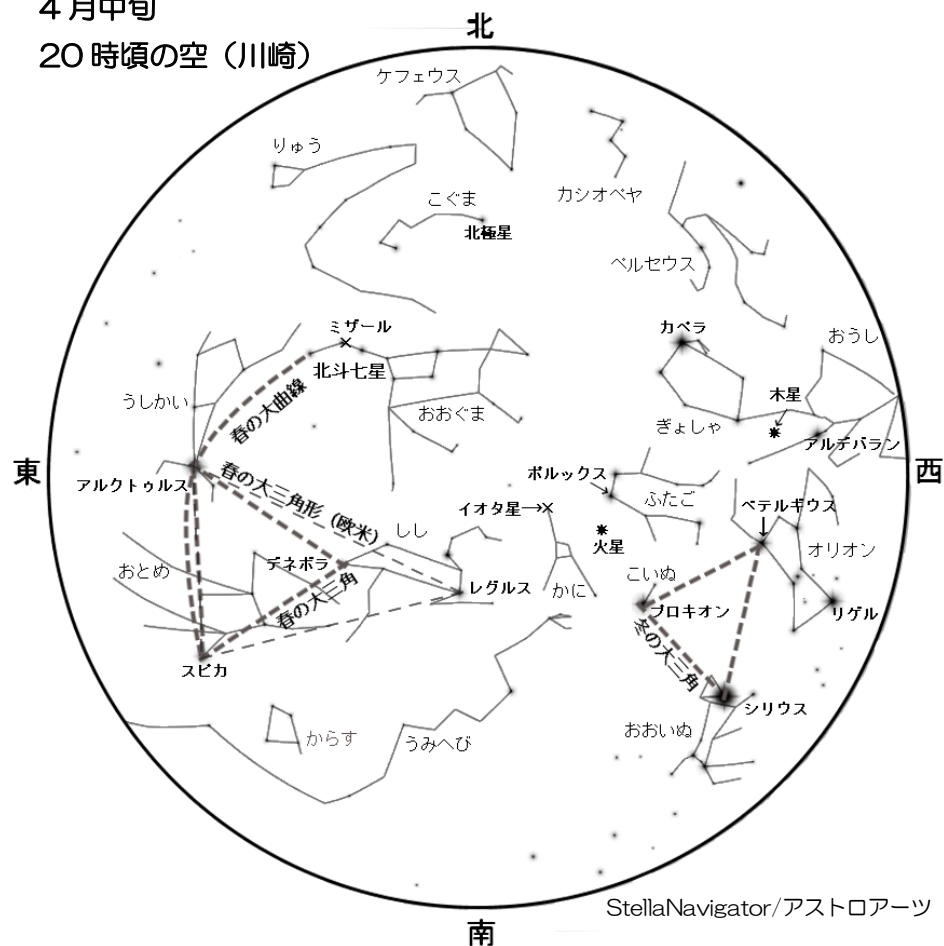 4月中旬
20時頃の空（川崎）
北
ケフェウス
りゅう
カシオペヤ
こぐま
北極星
ペルセウス
ミザール
カペラ
おうし
北斗七星
うしかい
春の大曲線
おおぐま
木星
ぎょしゃ
アルデバラン
東
西
アルクトゥルス
春の大三角形（欧米）
ポルックス
ふたご
イオタ星→
ベテルギウス
しし
火星
オリオン
おとめ
デネボラ
レグルス
かに
こいぬ
プロキオン
リゲル
春の大三角
冬の大三角
スピカ
シリウス
おおいぬ
からす
うみへび
StellaNavigator/アストロアーツ
南